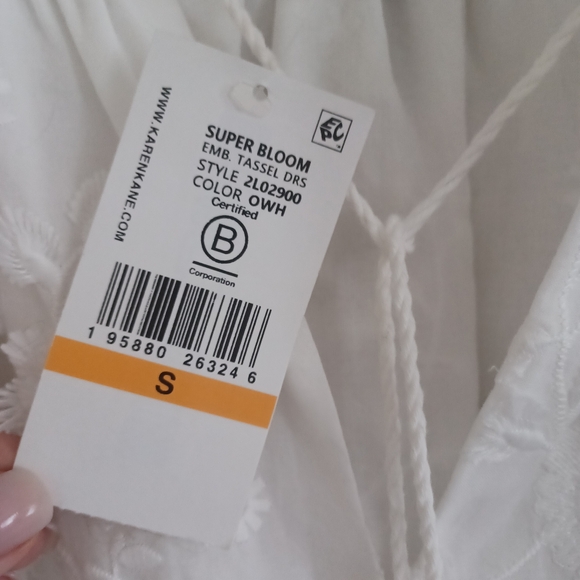 WWW.KARENKANE.COM
SUPER BLOOM
EMB. TASSEL DRS
STYLE 2L02900
COLOR OWH
Certified
B
Corporation
1 95880 26324 6
S